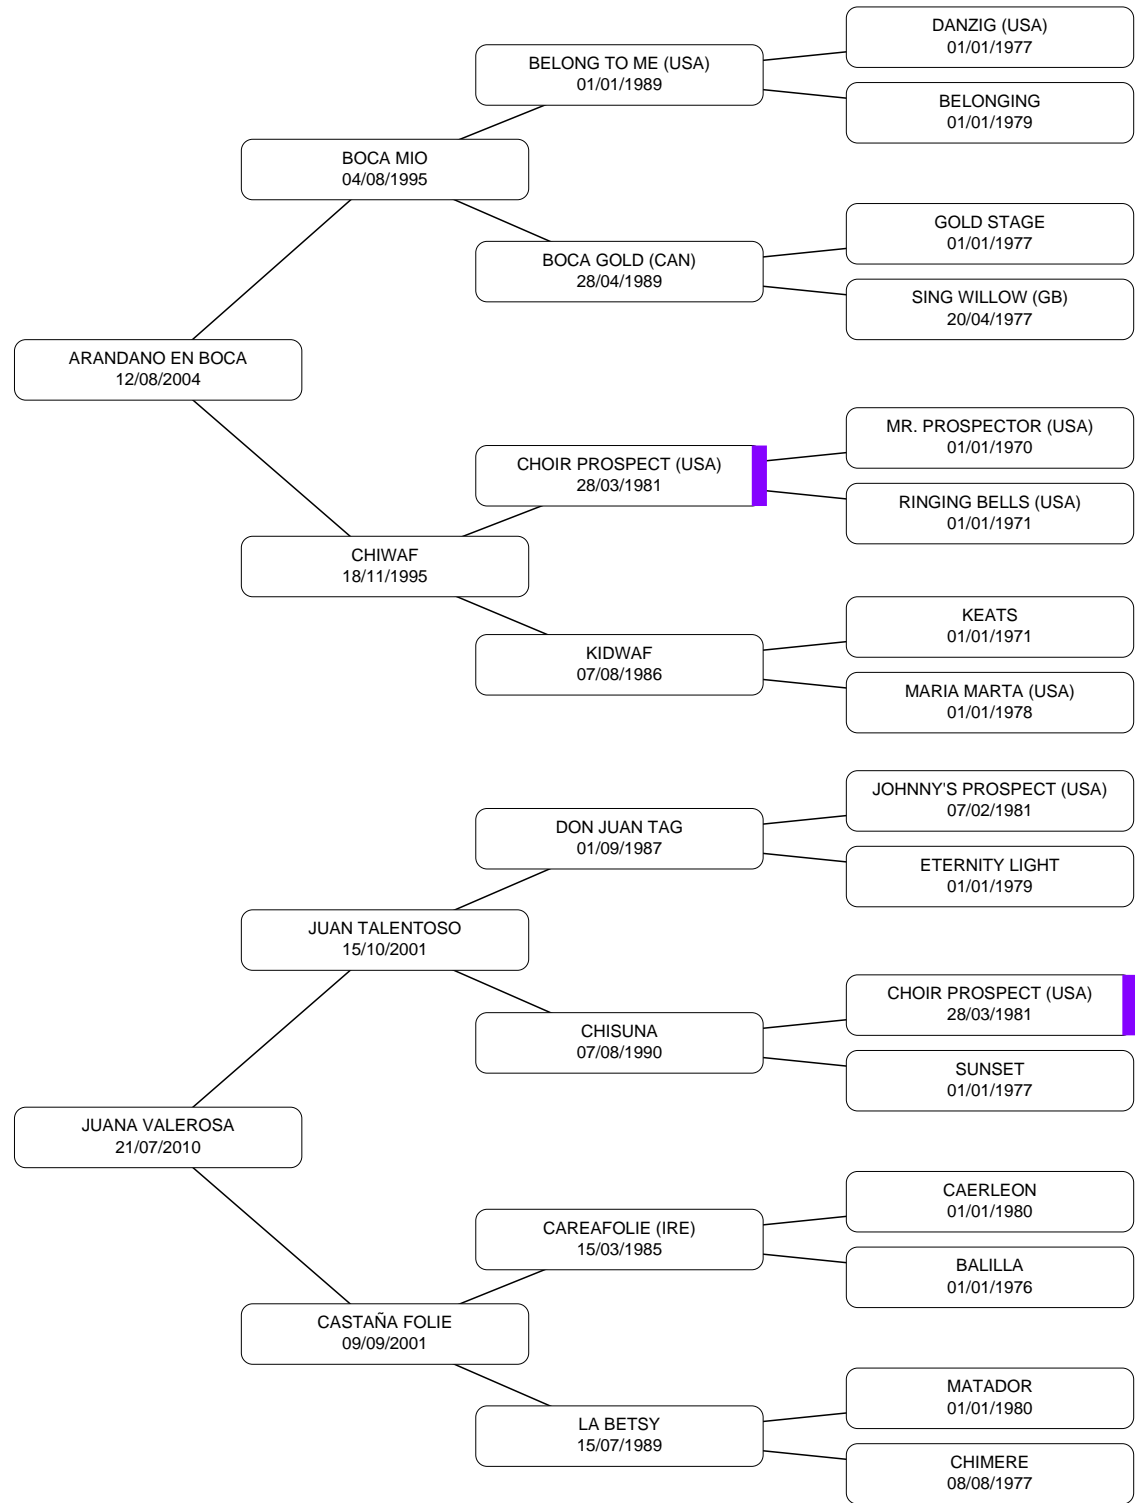 DANZIG (USA)
01/01/1977
BELONG TO ME (USA)
01/01/1989
BELONGING
01/01/1979
BOCA MIO
04/08/1995
GOLD STAGE
01/01/1977
BOCA GOLD (CAN)
28/04/1989
SING WILLOW (GB)
20/04/1977
ARANDANO EN BOCA
12/08/2004
MR. PROSPECTOR (USA)
01/01/1970
CHOIR PROSPECT (USA)
28/03/1981
RINGING BELLS (USA)
01/01/1971
CHIWAF
18/11/1995
KEATS
01/01/1971
KIDWAF
07/08/1986
MARIA MARTA (USA)
01/01/1978
JOHNNY'S PROSPECT (USA)
07/02/1981
DON JUAN TAG
01/09/1987
ETERNITY LIGHT
01/01/1979
JUAN TALENTOSO
15/10/2001
CHOIR PROSPECT (USA)
28/03/1981
CHISUNA
07/08/1990
SUNSET
01/01/1977
JUANA VALEROSA
21/07/2010
CAERLEON
01/01/1980
CAREAFOLIE (IRE)
15/03/1985
BALILLA
01/01/1976
CASTAÑA FOLIE
09/09/2001
MATADOR
01/01/1980
LA BETSY
15/07/1989
CHIMERE
08/08/1977